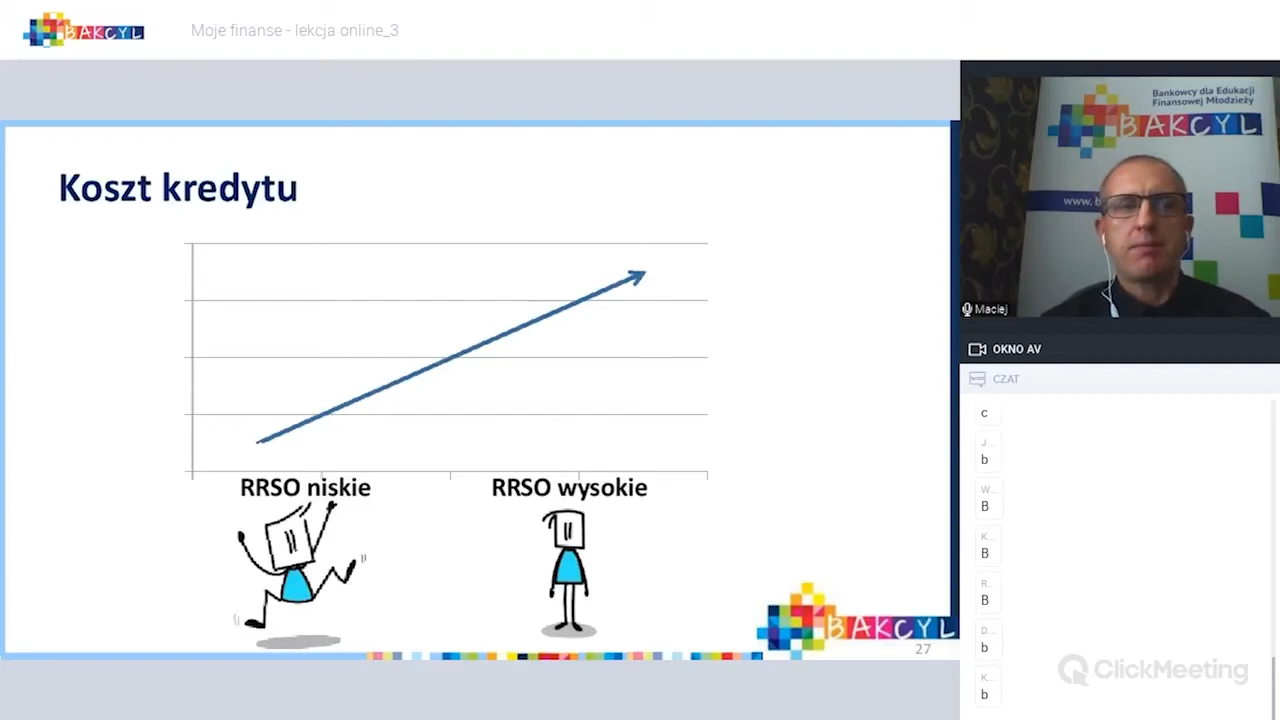 BAKCYL
Moje finanse - lekcja online_3
Koszt kredytu
RRSO niskie
RRSO wysokie
BAKCYL
27
Bankowcy dla Edukacji
Finansowej Młodzieży
BAKCYL
www.b
Maciej
OKNO AV
CZAT
c
J...
b
W...
B
K...
B
R...
B
D...
b
K...
b
ClickMeeting